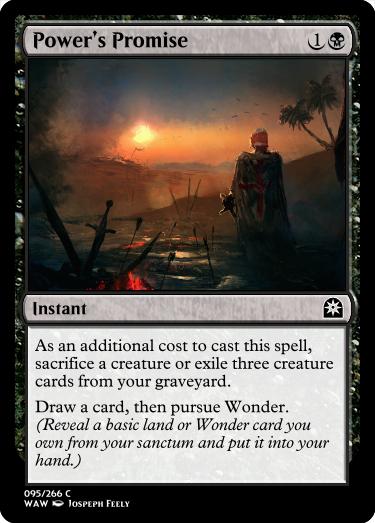 Power's Promise 1
Instant
As an additional cost to cast this spell,
sacrifice a creature or exile three creature
cards from your graveyard.
Draw a card, then pursue Wonder.
(Reveal a basic land or Wonder card you
own from your sanctum and put it into your
hand.)
095/266 C
WAW Jospeph Feely